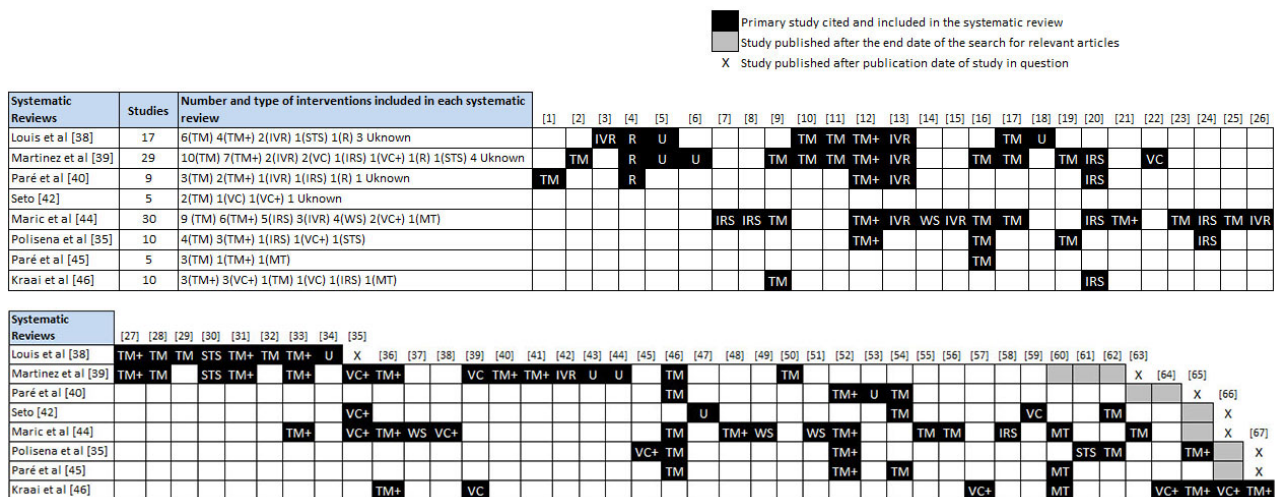 Primary study cited and included in the systematic review
Study published after the end date of the search for relevant articles
X Study published after publication date of study in question
Systematic Reviews Studies Number and type of interventions included in each systematic review [1] [2] [3] [4] [5] [6] [7] [8] [9] [10] [11] [12] [13] [14] [15] [16] [17] [18] [19] [20] [21] [22] [23] [24] [25] [26]
Louis et al [38] 17 6(TM) 4(TM+) 2(IVR) 1(STS) 1(R) 3 Uknown IVR R U TM TM TM+ IVR TM U
Martinez et al [39] 29 10(TM) 7(TM+) 2(IVR) 2(VC) 1(IRS) 1(VC+) 1(R) 1(STS) 4 Unknown TM R U U TM TM TM TM+ IVR TM TM TM IRS VC
Paré et al [40] 9 3(TM) 2(TM+) 1(IVR) 1(IRS) 1(R) 1 Unknown TM R TM+ IVR IRS
Seto [42] 5 2(TM) 1(VC) 1(VC+) 1 Unknown
Maric et al [44] 30 9 (TM) 6(TM+) 5(IRS) 3(IVR) 4(WS) 2(VC+) 1(MT) IRS IRS TM TM+ IVR WS IVR TM TM IRS TM+ TM IRS TM IVR
Polisena et al [35] 10 4(TM) 3(TM+) 1(IRS) 1(VC+) 1(STS) TM+ TM TM IRS
Paré et al [45] 5 3(TM) 1(TM+) 1(MT) TM
Kraai et al [46] 10 3(TM+) 3(VC+) 1(TM) 1(VC) 1(IRS) 1(MT) TM IRS
Systematic
Reviews [27] [28] [29] [30] [31] [32] [33] [34] [35]
Louis et al [38] TM+ TM TM STS TM+ TM TM+ U X [36] [37] [38] [39] [40] [41] [42] [43] [44] [45] [46] [47] [48] [49] [50] [51] [52] [53] [54] [55] [56] [57] [58] [59] [60] [61] [62] [63]
Martinez et al [39] TM+ TM STS TM+ TM+ VC+ TM+ VC TM+ TM+ IVR U U TM TM X [64] [65]
Paré et al [40] TM TM+ U TM X [66]
Seto [42] VC+ U TM VC TM X
Maric et al [44] TM+ VC+ TM+ WS VC+ TM TM+ WS WS TM+ TM TM IRS MT TM X [67]
Polisena et al [35] VC+ TM TM+ STS TM TM+ X
Paré et al [45] TM TM+ TM MT X
Kraai et al [46] TM+ VC VC+ MT VC+ TM+ VC+ TM+